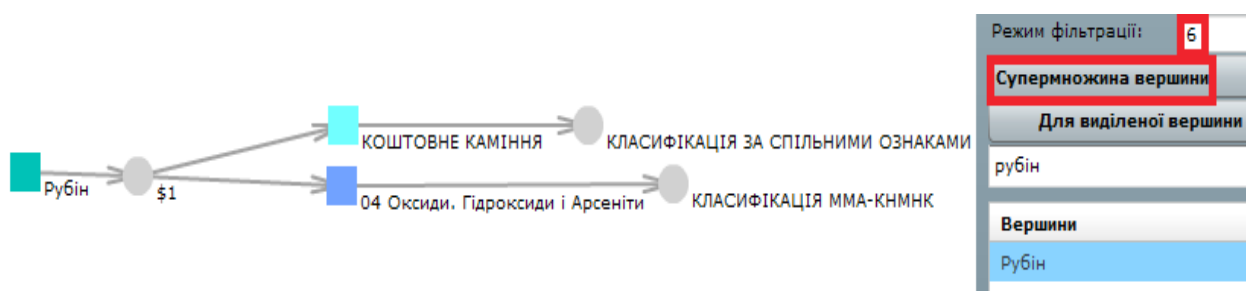 Рубін
$1
КОШТОВНЕ КАМІННЯ
КЛАСИФІКАЦІЯ ЗА СПІЛЬНИМИ ОЗНАКАМИ
04 Оксиди. Гідроксиди і Арсеніти
КЛАСИФІКАЦІЯ ММА-КНМНК
Режим фільтрації: 6
Супермножина вершини
Для виділеної вершини
рубін
Вершини
Рубін